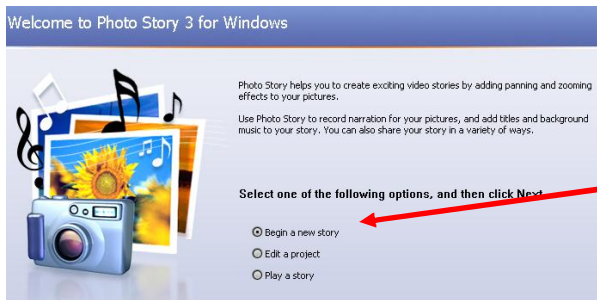 Welcome to Photo Story 3 for Windows
Photo Story helps you to create exciting video stories by adding panning and zooming
effects to your pictures.
Use Photo Story to record narration for your pictures, and add titles and background
music to your story. You can also share your story in a variety of ways.
Select one of the following options, and then click Next
Begin a new story
Edit a project
Play a story